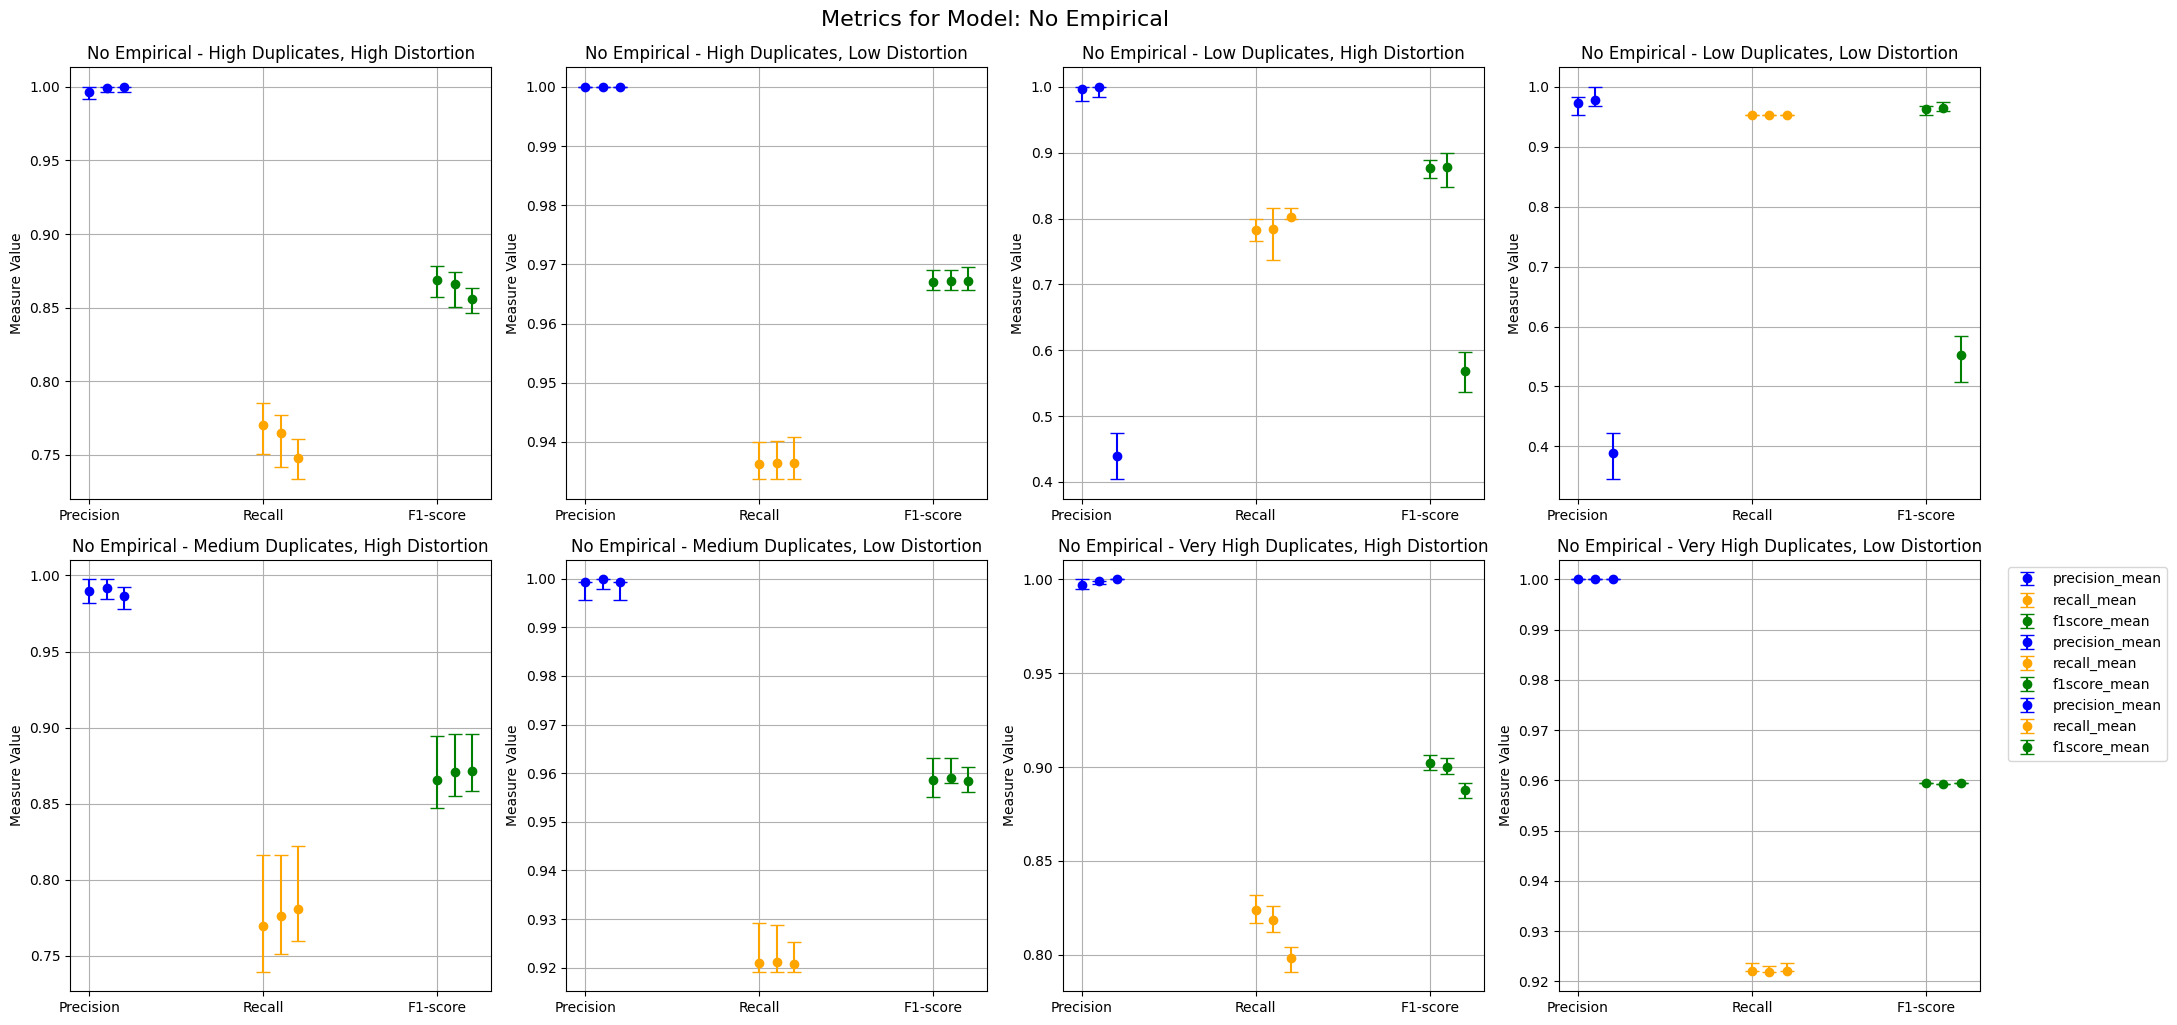 Metrics for Model: No Empirical
No Empirical - High Duplicates, High Distortion
Measure Value
1.00
0.95
0.90
0.85
0.80
0.75
Precision Recall F1-score
No Empirical - High Duplicates, Low Distortion
Measure Value
1.00
0.99
0.98
0.97
0.96
0.95
0.94
Precision Recall F1-score
No Empirical - Low Duplicates, High Distortion
Measure Value
1.0
0.9
0.8
0.7
0.6
0.5
0.4
Precision Recall F1-score
No Empirical - Low Duplicates, Low Distortion
Measure Value
1.0
0.9
0.8
0.7
0.6
0.5
0.4
Precision Recall F1-score
No Empirical - Medium Duplicates, High Distortion
Measure Value
1.00
0.95
0.90
0.85
0.80
0.75
Precision Recall F1-score
No Empirical - Medium Duplicates, Low Distortion
Measure Value
1.00
0.99
0.98
0.97
0.96
0.95
0.94
0.93
0.92
Precision Recall F1-score
No Empirical - Very High Duplicates, High Distortion
Measure Value
1.00
0.95
0.90
0.85
0.80
Precision Recall F1-score
No Empirical - Very High Duplicates, Low Distortion
Measure Value
1.00
0.99
0.98
0.97
0.96
0.95
0.94
0.93
0.92
Precision Recall F1-score
precision_mean
recall_mean
f1score_mean
precision_mean
recall_mean
f1score_mean
precision_mean
recall_mean
f1score_mean